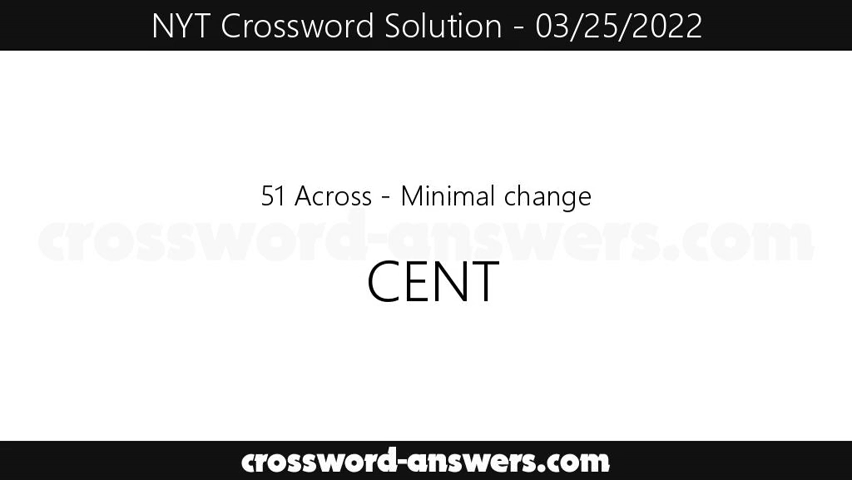 NYT Crossword Solution - 03/25/2022
51 Across - Minimal change
crossword-answers.com
CENT
crossword-answers.com